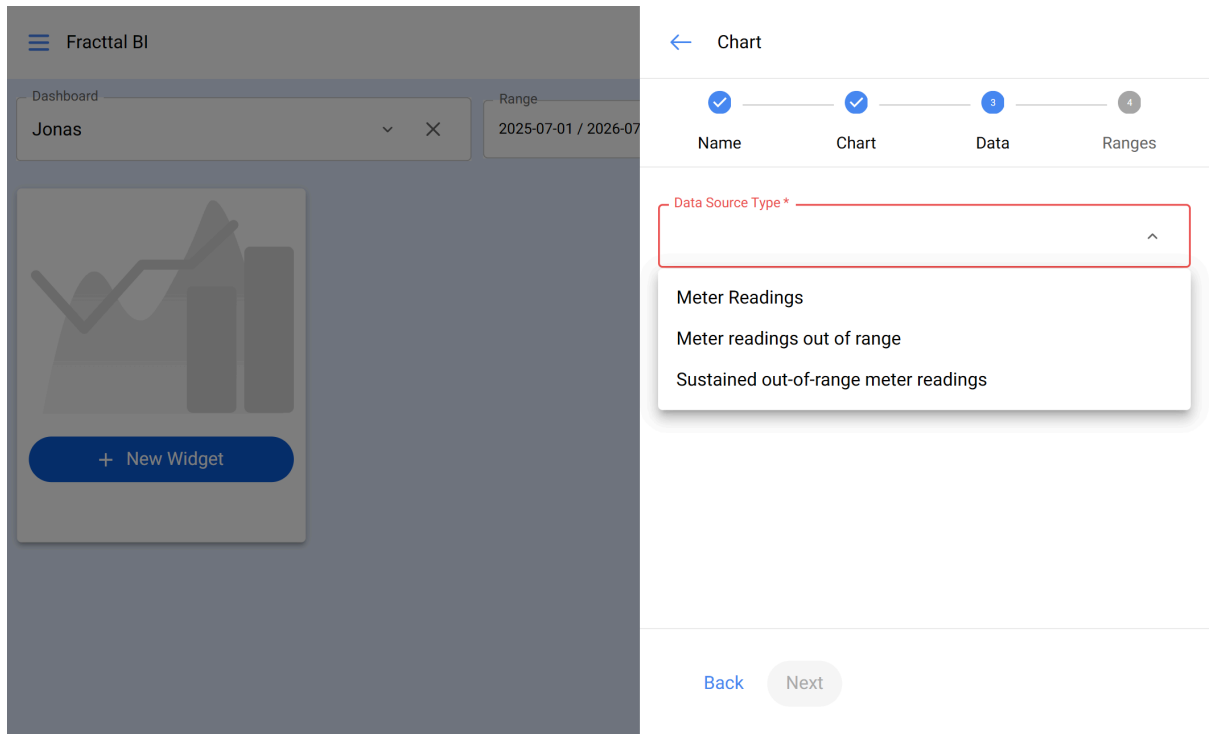 Fracttal BI
Dashboard
Jonas
Range
2025-07-01 / 2026-07
New Widget
Chart
3
4
Name
Chart
Data
Ranges
Data Source Type *
Meter Readings
Meter readings out of range
Sustained out-of-range meter readings
Back
Next